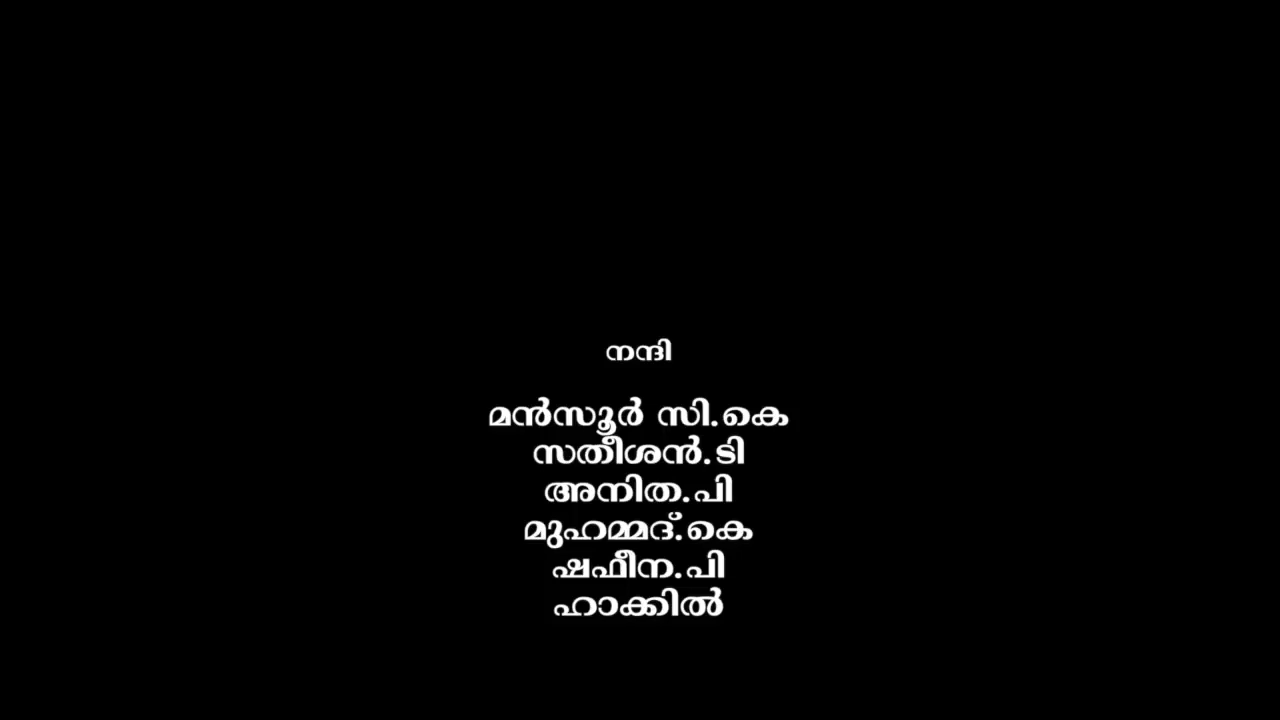 നന്ദി
മൻസൂർ സി.കെ
സതീശൻ.ടി
അനിത.പി
മുഹമ്മദ്.കെ
ഷഫീന.പി
ഹാക്കിൽ